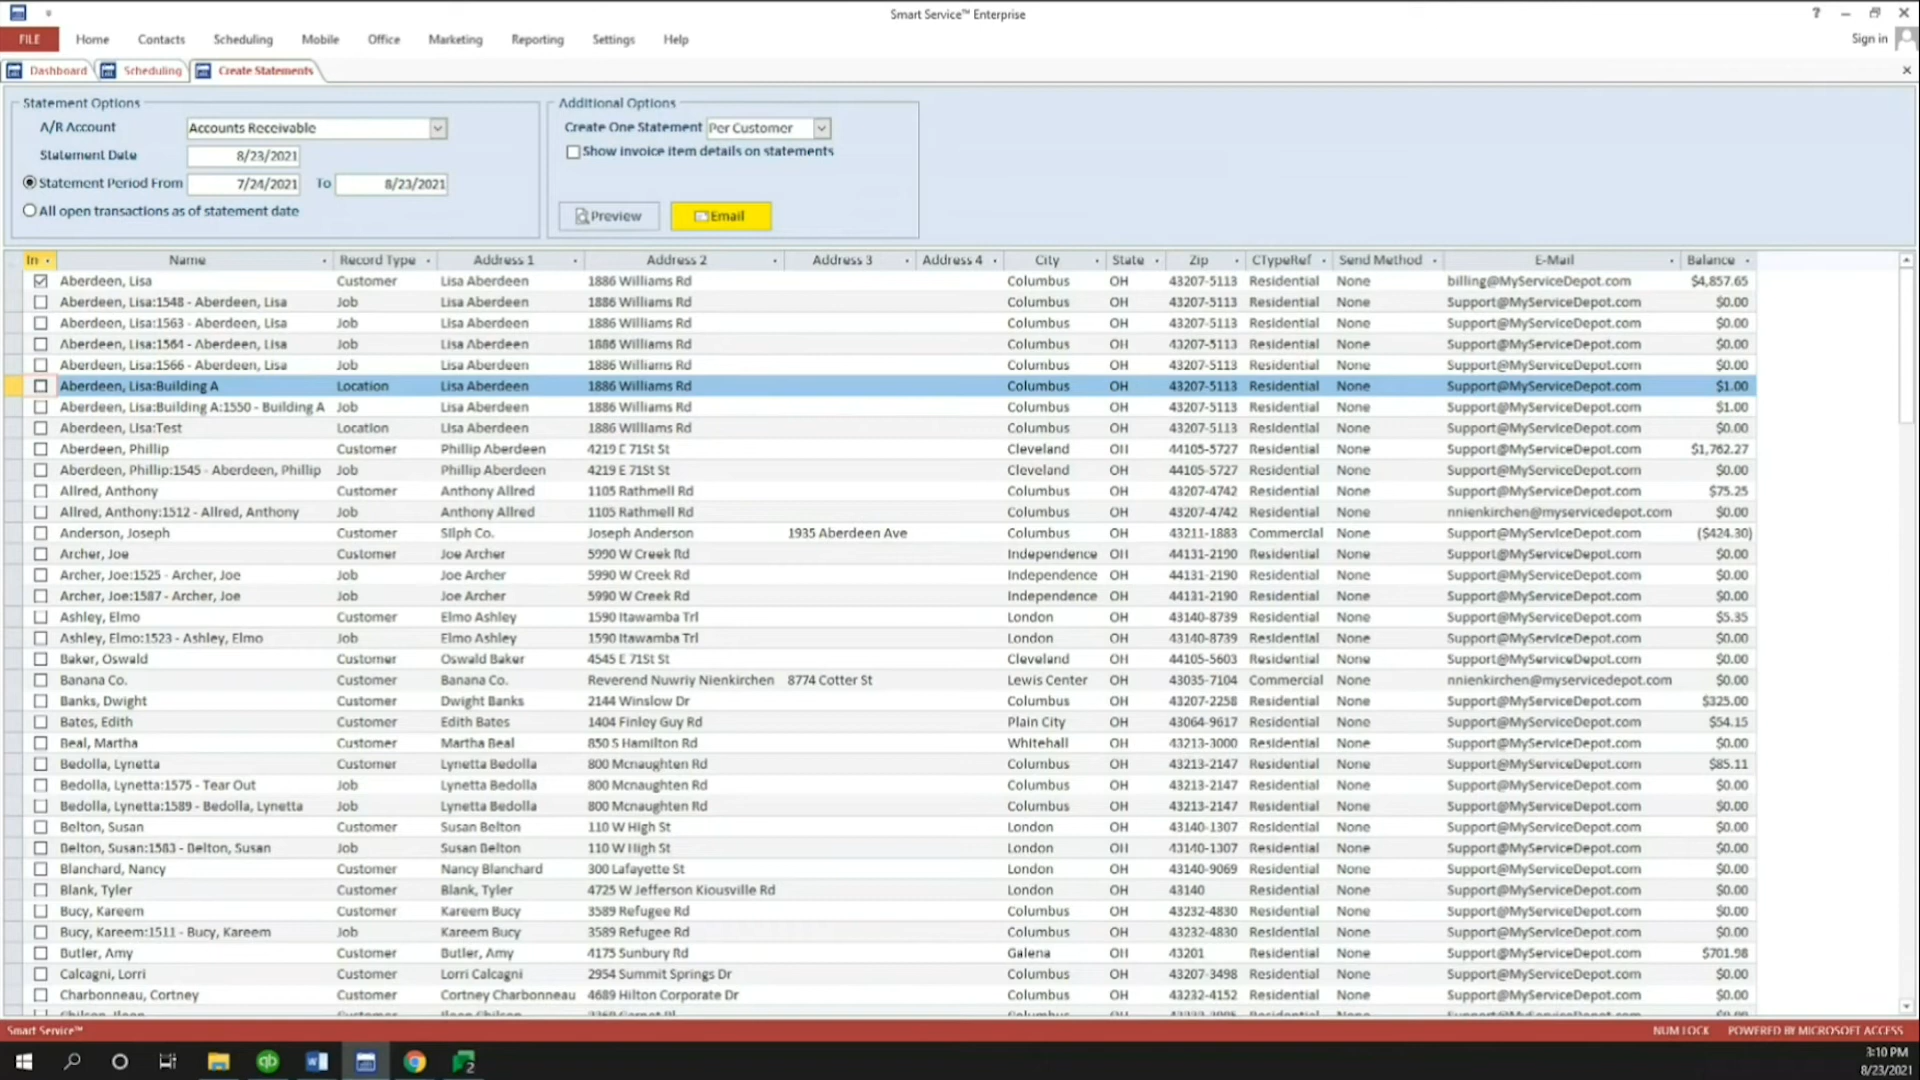 Smart Service™ Enterprise
?
FILE Home Contacts Scheduling Mobile Office Marketing Reporting Settings Help Sign in
Dashboard Scheduling Create Statements
Statement Options
A/R Account Accounts Receivable
Statement Date 8/23/2021
Statement Period From 7/24/2021 To 8/23/2021
All open transactions as of statement date
Additional Options
Create One Statement Per Customer
Show invoice item details on statements
Preview Email
In Name Record Type Address 1 Address 2 Address 3 Address 4 City State Zip CTypeRef Send Method E-Mail Balance
Aberdeen, Lisa Customer Lisa Aberdeen 1886 Williams Rd Columbus OH 43207-5113 Residential None billing@MyServiceDepot.com $4,857.65
Aberdeen, Lisa:1548 - Aberdeen, Lisa Job Lisa Aberdeen 1886 Williams Rd Columbus OH 43207-5113 Residential None Support@MyServiceDepot.com $0.00
Aberdeen, Lisa:1563 - Aberdeen, Lisa Job Lisa Aberdeen 1886 Williams Rd Columbus OH 43207-5113 Residential None Support@MyServiceDepot.com $0.00
Aberdeen, Lisa:1564 - Aberdeen, Lisa Job Lisa Aberdeen 1886 Williams Rd Columbus OH 43207-5113 Residential None Support@MyServiceDepot.com $0.00
Aberdeen, Lisa:1566 - Aberdeen, Lisa Job Lisa Aberdeen 1886 Williams Rd Columbus OH 43207-5113 Residential None Support@MyServiceDepot.com $0.00
Aberdeen, Lisa:Building A Location Lisa Aberdeen 1886 Williams Rd Columbus OH 43207-5113 Residential None Support@MyServiceDepot.com $1.00
Aberdeen, Lisa:Building A:1550 - Building A Job Lisa Aberdeen 1886 Williams Rd Columbus OH 43207-5113 Residential None Support@MyServiceDepot.com $1.00
Aberdeen, Lisa:Test Location Lisa Aberdeen 1886 Williams Rd Columbus OH 43207-5113 Residential None Support@MyServiceDepot.com $0.00
Aberdeen, Phillip Customer Phillip Aberdeen 4219 E 71St St Cleveland OH 44105-5727 Residential None Support@MyServiceDepot.com $1,762.27
Aberdeen, Phillip:1545 - Aberdeen, Phillip Job Phillip Aberdeen 4219 E 71St St Cleveland OH 44105-5727 Residential None Support@MyServiceDepot.com $0.00
Allred, Anthony Customer Anthony Allred 1105 Rathmell Rd Columbus OH 43207-4742 Residential None Support@MyServiceDepot.com $75.25
Allred, Anthony:1512 - Allred, Anthony Job Anthony Allred 1105 Rathmell Rd Columbus OH 43207-4742 Residential None nnienkirchen@myservicedepot.com $0.00
Anderson, Joseph Customer Silph Co. Joseph Anderson 1935 Aberdeen Ave Columbus OH 43211-1883 Commercial None Support@MyServiceDepot.com ($424.30)
Archer, Joe Customer Joe Archer 5990 W Creek Rd Independence OH 44131-2190 Residential None Support@MyServiceDepot.com $0.00
Archer, Joe:1525 - Archer, Joe Job Joe Archer 5990 W Creek Rd Independence OH 44131-2190 Residential None Support@MyServiceDepot.com $0.00
Archer, Joe:1587 - Archer, Joe Job Joe Archer 5990 W Creek Rd Independence OH 44131-2190 Residential None Support@MyServiceDepot.com $0.00
Ashley, Elmo Customer Elmo Ashley 1590 Itawamba Trl London OH 43140-8739 Residential None Support@MyServiceDepot.com $5.35
Ashley, Elmo:1523 - Ashley, Elmo Job Elmo Ashley 1590 Itawamba Trl London OH 43140-8739 Residential None Support@MyServiceDepot.com $0.00
Baker, Oswald Customer Oswald Baker 4545 E 71St St Cleveland OH 44105-5603 Residential None Support@MyServiceDepot.com $0.00
Banana Co. Customer Banana Co. Reverend Nuwriy Nienkirchen 8774 Cotter St Lewis Center OH 43035-7104 Commercial None nnienkirchen@myservicedepot.com $0.00
Banks, Dwight Customer Dwight Banks 2144 Winslow Dr Columbus OH 43207-2258 Residential None Support@MyServiceDepot.com $325.00
Bates, Edith Customer Edith Bates 1404 Finley Guy Rd Plain City OH 43064-9617 Residential None Support@MyServiceDepot.com $54.15
Beal, Martha Customer Martha Beal 850 S Hamilton Rd Whitehall OH 43213-3000 Residential None Support@MyServiceDepot.com $0.00
Bedolla, Lynetta Customer Lynetta Bedolla 800 Mcnaughten Rd Columbus OH 43213-2147 Residential None Support@MyServiceDepot.com $85.11
Bedolla, Lynetta:1575 - Tear Out Job Lynetta Bedolla 800 Mcnaughten Rd Columbus OH 43213-2147 Residential None Support@MyServiceDepot.com $0.00
Bedolla, Lynetta:1589 - Bedolla, Lynetta Job Lynetta Bedolla 800 Mcnaughten Rd Columbus OH 43213-2147 Residential None Support@MyServiceDepot.com $0.00
Belton, Susan Customer Susan Belton 110 W High St London OH 43140-1307 Residential None Support@MyServiceDepot.com $0.00
Belton, Susan:1583 - Belton, Susan Job Susan Belton 110 W High St London OH 43140-1307 Residential None Support@MyServiceDepot.com $0.00
Blanchard, Nancy Customer Nancy Blanchard 300 Lafayette St London OH 43140-9069 Residential None Support@MyServiceDepot.com $0.00
Blank, Tyler Customer Blank, Tyler 4725 W Jefferson Kiousville Rd London OH 43140 Residential None Support@MyServiceDepot.com $0.00
Bucy, Kareem Customer Kareem Bucy 3589 Refugee Rd Columbus OH 43232-4830 Residential None Support@MyServiceDepot.com $0.00
Bucy, Kareem:1511 - Bucy, Kareem Job Kareem Bucy 3589 Refugee Rd Columbus OH 43232-4830 Residential None Support@MyServiceDepot.com $0.00
Butler, Amy Customer Butler, Amy 4175 Sunbury Rd Galena OH 43201 Residential None Support@MyServiceDepot.com $701.98
Calcagni, Lorri Customer Lorri Calcagni 2954 Summit Springs Dr Columbus OH 43207-3498 Residential None Support@MyServiceDepot.com $0.00
Charbonneau, Cortney Customer Cortney Charbonneau 4689 Hilton Corporate Dr Columbus OH 43232-4152 Residential None Support@MyServiceDepot.com $0.00
Smart Service™ NUM LOCK POWERED BY MICROSOFT ACCESS
3:10 PM
8/23/2021